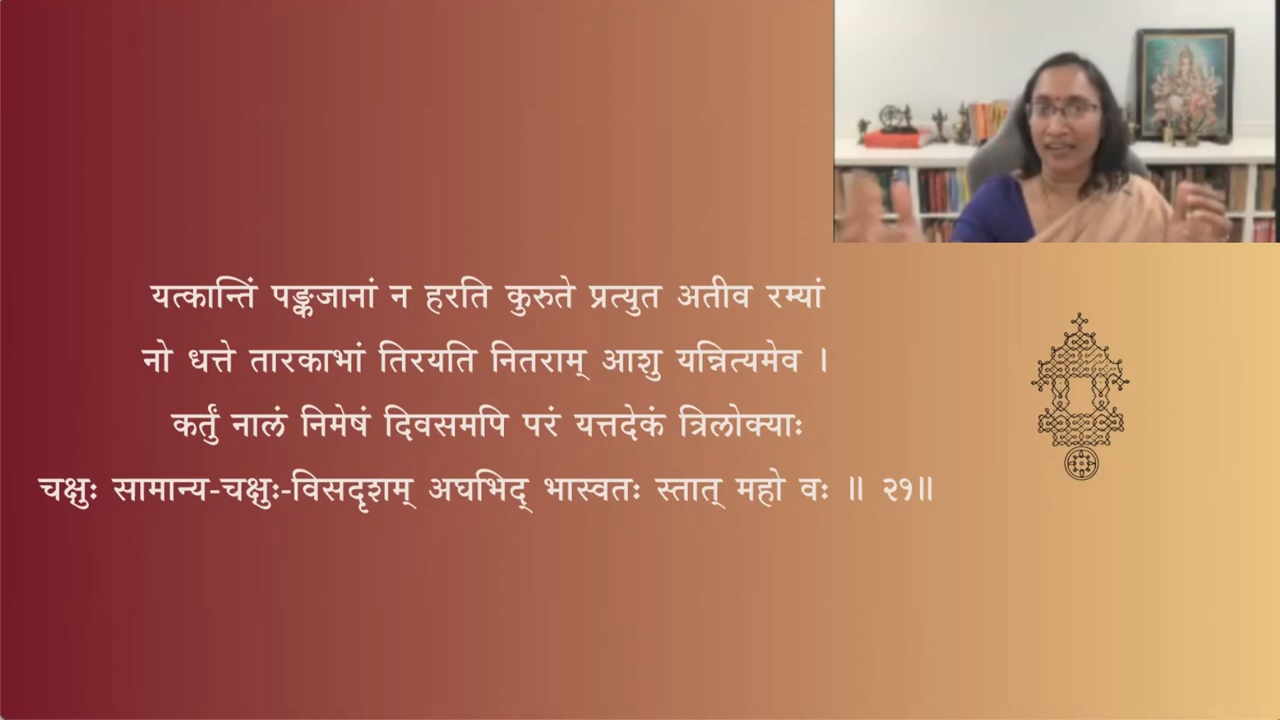 यत्कान्तिं पङ्कजानां न हरति कुरुते प्रत्युत अतीव रम्यां
नो धत्ते तारकाभां तिरयति नितराम् आशु यन्नित्यमेव ।
कर्तुं नालं निमेषं दिवसमपि परं यत्तदेकं त्रिलोक्याः
चक्षुः सामान्य-चक्षुः-विसदृशम् अघभिद् भास्वतः स्तात् महो वः ॥ २१॥